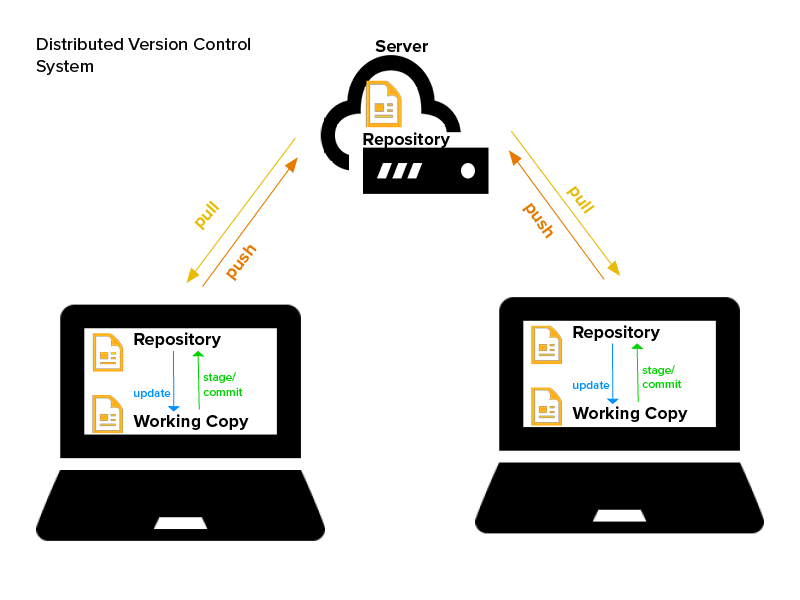 Distributed Version Control
System
Server
Repository
pull
push
pull
push
Repository
update
stage/
commit
Working Copy
Repository
update
stage/
commit
Working Copy